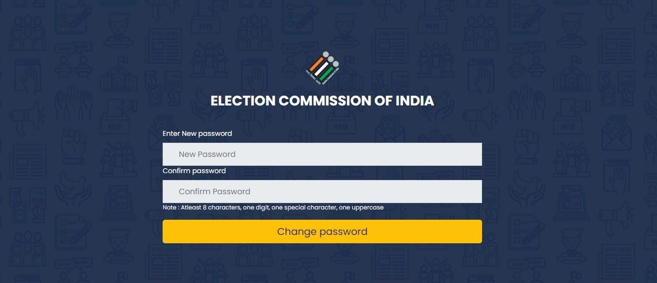 ELECTION COMMISSION OF INDIA
Enter New password
New Password
Confirm password
Confirm Password
Note : Atleast 8 characters, one digit, one special character, one uppercase
Change password